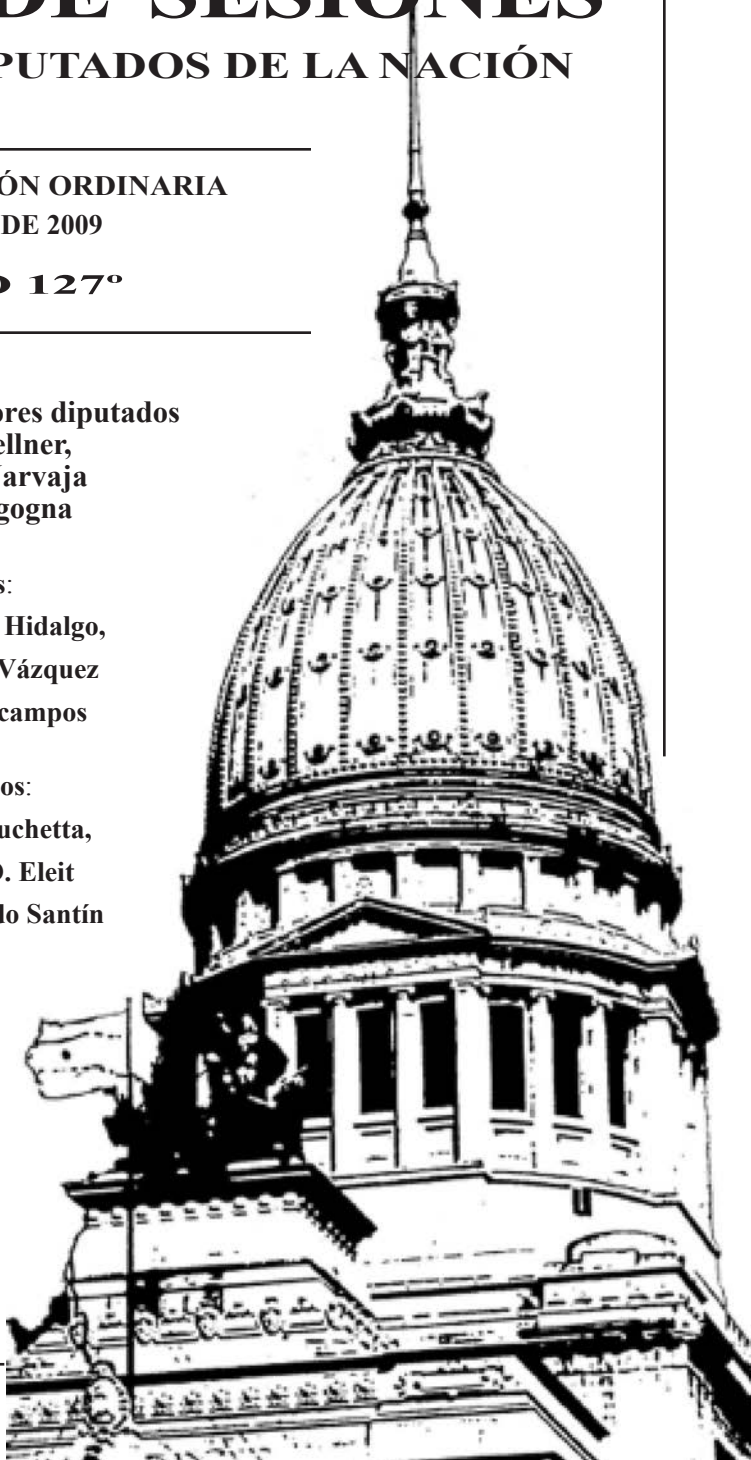 DE SESIONES
PUTADOS DE LA NACIÓN
ÓN ORDINARIA
DE 2009
127º
ores diputados
ellner,
arvaja
gogna
s:
Hidalgo,
Vázquez
campos
os:
uchetta,
D. Eleit
do Santín